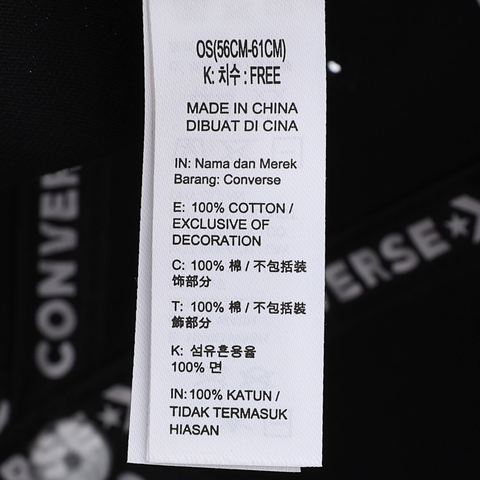 OS(56CM-61CM)
K: 치수 : FREE
MADE IN CHINA
DIBUAT DI CINA
IN: Nama dan Merek
Barang: Converse
E: 100% COTTON /
EXCLUSIVE OF
DECORATION
C: 100% 棉 / 不包括装
饰部分
T: 100% 棉 / 不包括裝
飾部分
K: 섬유혼용율
100% 면
IN: 100% KATUN /
TIDAK TERMASUK
HIASAN
CONVER
VERSE